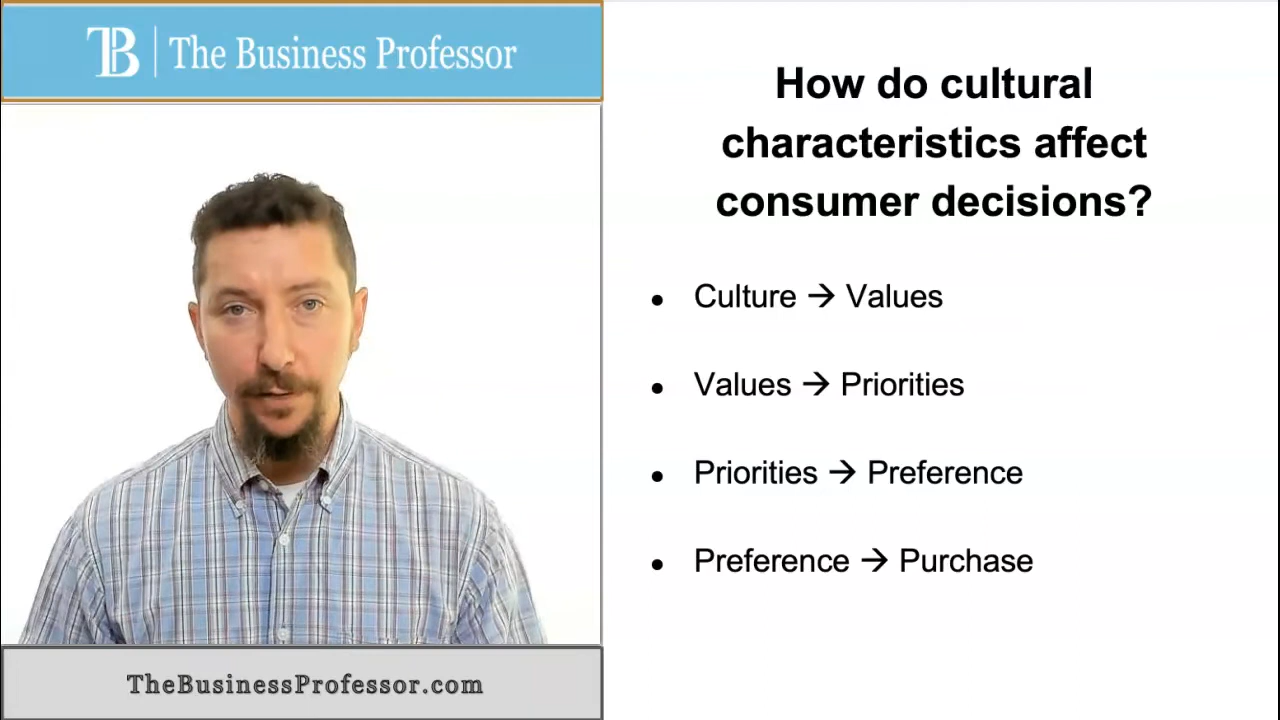 TB | The Business Professor
How do cultural
characteristics affect
consumer decisions?
● Culture → Values
● Values → Priorities
● Priorities → Preference
● Preference → Purchase
TheBusinessProfessor.com